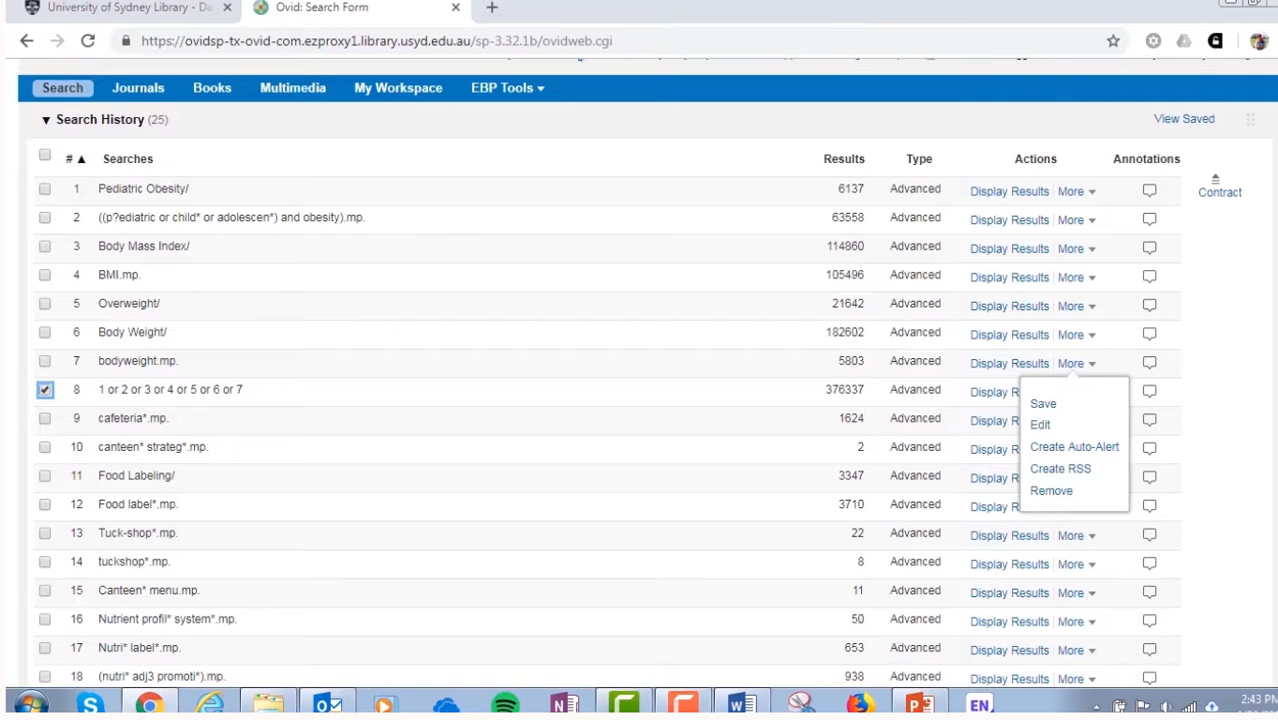 University of Sydney Library - Da
Ovid: Search Form
https://ovidsp-tx-ovid-com.ezproxy1.library.usyd.edu.au/sp-3.32.1b/ovidweb.cgi
Search Journals Books Multimedia My Workspace EBP Tools
Search History (25) View Saved
# Searches Results Type Actions Annotations
Contract
1 Pediatric Obesity/ 6137 Advanced Display Results More
2 ((p?ediatric or child* or adolescen*) and obesity).mp. 63558 Advanced Display Results More
3 Body Mass Index/ 114860 Advanced Display Results More
4 BMI.mp. 105496 Advanced Display Results More
5 Overweight/ 21642 Advanced Display Results More
6 Body Weight/ 182602 Advanced Display Results More
7 bodyweight.mp. 5803 Advanced Display Results More
8 1 or 2 or 3 or 4 or 5 or 6 or 7 376337 Advanced Display R
Save
Edit
Create Auto-Alert
Create RSS
Remove
9 cafeteria*.mp. 1624 Advanced Display R
10 canteen* strateg*.mp. 2 Advanced Display R
11 Food Labeling/ 3347 Advanced Display R
12 Food label*.mp. 3710 Advanced Display R
13 Tuck-shop*.mp. 22 Advanced Display Results More
14 tuckshop*.mp. 8 Advanced Display Results More
15 Canteen* menu.mp. 11 Advanced Display Results More
16 Nutrient profil* system*.mp. 50 Advanced Display Results More
17 Nutri* label*.mp. 653 Advanced Display Results More
18 (nutri* adj3 promoti*).mp. 938 Advanced Display Results More
EN
2:43 PM